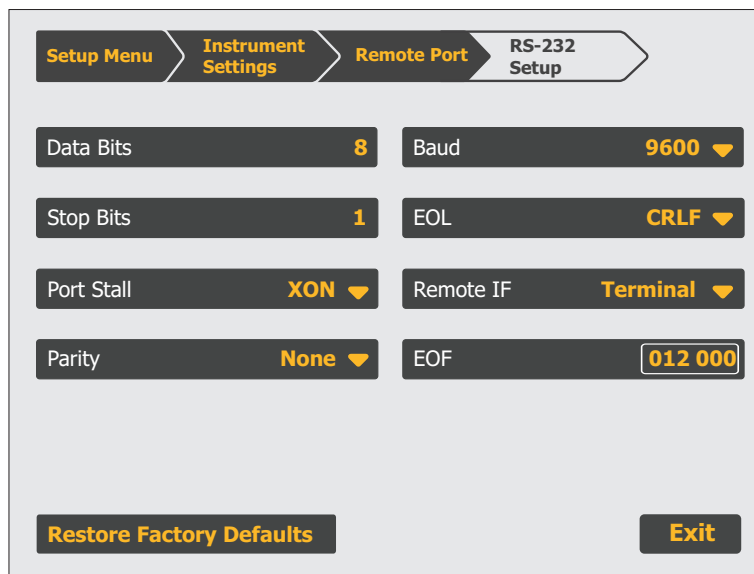 Setup Menu
Instrument
Settings
Remote Port
RS-232
Setup
Data Bits 8
Baud 9600
Stop Bits 1
EOL CRLF
Port Stall XON
Remote IF Terminal
Parity None
EOF 012 000
Restore Factory Defaults
Exit